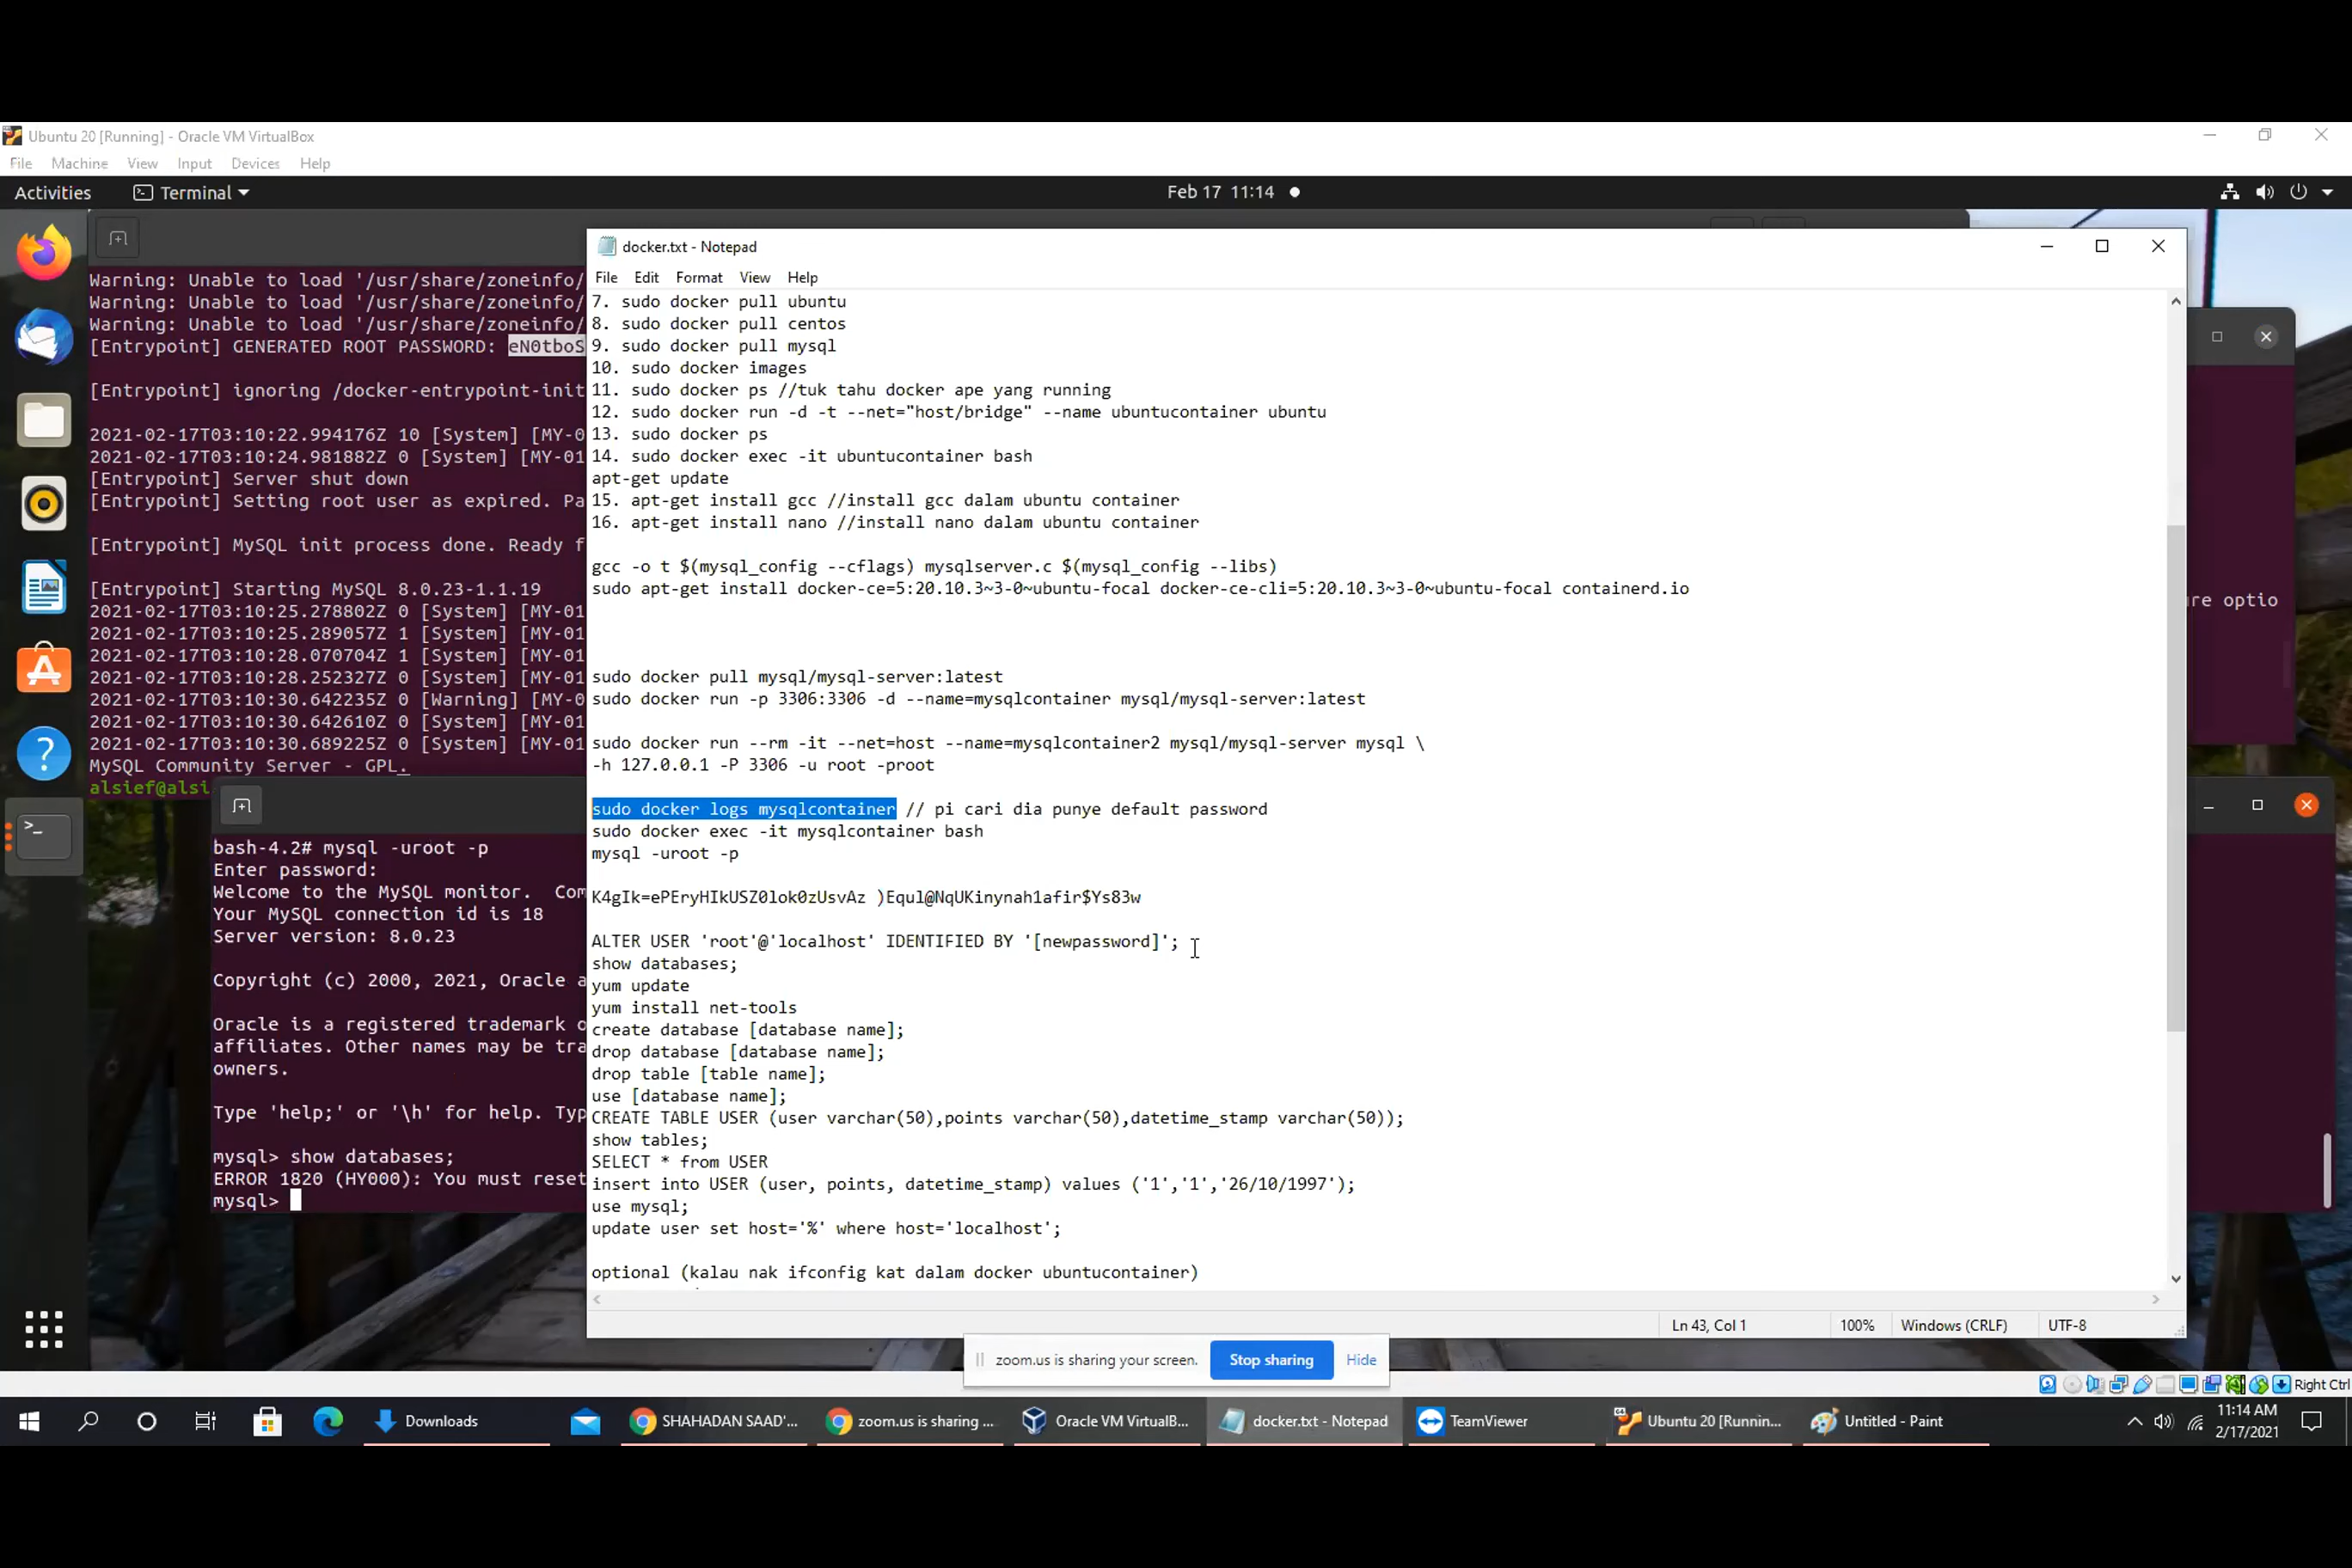 Ubuntu 20 [Running] - Oracle VM VirtualBox
File Machine View Input Devices Help
Activities Terminal Feb 17 11:14
Warning: Unable to load '/usr/share/zoneinfo/
Warning: Unable to load '/usr/share/zoneinfo/
Warning: Unable to load '/usr/share/zoneinfo/
[Entrypoint] GENERATED ROOT PASSWORD: eN0tboS
[Entrypoint] ignoring /docker-entrypoint-init
2021-02-17T03:10:22.994176Z 10 [System] [MY-0
2021-02-17T03:10:24.981882Z 0 [System] [MY-01
[Entrypoint] Server shut down
[Entrypoint] Setting root user as expired. Pa
[Entrypoint] MySQL init process done. Ready f
[Entrypoint] Starting MySQL 8.0.23-1.1.19
2021-02-17T03:10:25.278802Z 0 [System] [MY-01
2021-02-17T03:10:25.289057Z 1 [System] [MY-01
2021-02-17T03:10:28.070704Z 1 [System] [MY-01
2021-02-17T03:10:28.252327Z 0 [System] [MY-01
2021-02-17T03:10:30.642235Z 0 [Warning] [MY-0
2021-02-17T03:10:30.642610Z 0 [System] [MY-01
2021-02-17T03:10:30.689225Z 0 [System] [MY-01
MySQL Community Server - GPL.
alsief@alsi
bash-4.2# mysql -uroot -p
Enter password:
Welcome to the MySQL monitor. Com
Your MySQL connection id is 18
Server version: 8.0.23
Copyright (c) 2000, 2021, Oracle a
Oracle is a registered trademark o
affiliates. Other names may be tra
owners.
Type 'help;' or '\h' for help. Typ
mysql> show databases;
ERROR 1820 (HY000): You must reset
mysql>
docker.txt - Notepad
File Edit Format View Help
7. sudo docker pull ubuntu
8. sudo docker pull centos
9. sudo docker pull mysql
10. sudo docker images
11. sudo docker ps //tuk tahu docker ape yang running
12. sudo docker run -d -t --net="host/bridge" --name ubuntucontainer ubuntu
13. sudo docker ps
14. sudo docker exec -it ubuntucontainer bash
apt-get update
15. apt-get install gcc //install gcc dalam ubuntu container
16. apt-get install nano //install nano dalam ubuntu container
gcc -o t $(mysql_config --cflags) mysqlserver.c $(mysql_config --libs)
sudo apt-get install docker-ce=5:20.10.3~3-0~ubuntu-focal docker-ce-cli=5:20.10.3~3-0~ubuntu-focal containerd.io
sudo docker pull mysql/mysql-server:latest
sudo docker run -p 3306:3306 -d --name=mysqlcontainer mysql/mysql-server:latest
sudo docker run --rm -it --net=host --name=mysqlcontainer2 mysql/mysql-server mysql \
-h 127.0.0.1 -P 3306 -u root -proot
sudo docker logs mysqlcontainer // pi cari dia punye default password
sudo docker exec -it mysqlcontainer bash
mysql -uroot -p
K4gIk=ePEryHIkUSZ0lok0zUsvAz )Equl@NqUKinynah1afir$Ys83w
ALTER USER 'root'@'localhost' IDENTIFIED BY '[newpassword]';
show databases;
yum update
yum install net-tools
create database [database name];
drop database [database name];
drop table [table name];
use [database name];
CREATE TABLE USER (user varchar(50),points varchar(50),datetime_stamp varchar(50));
show tables;
SELECT * from USER
insert into USER (user, points, datetime_stamp) values ('1','1','26/10/1997');
use mysql;
update user set host='%' where host='localhost';
optional (kalau nak ifconfig kat dalam docker ubuntucontainer)
Ln 43, Col 1 100% Windows (CRLF) UTF-8
re optio
zoom.us is sharing your screen. Stop sharing Hide
Right Ctrl
Downloads SHAHADAN SAAD'... zoom.us is sharing ... Oracle VM VirtualB... docker.txt - Notepad TeamViewer Ubuntu 20 [Runnin... Untitled - Paint
11:14 AM
2/17/2021